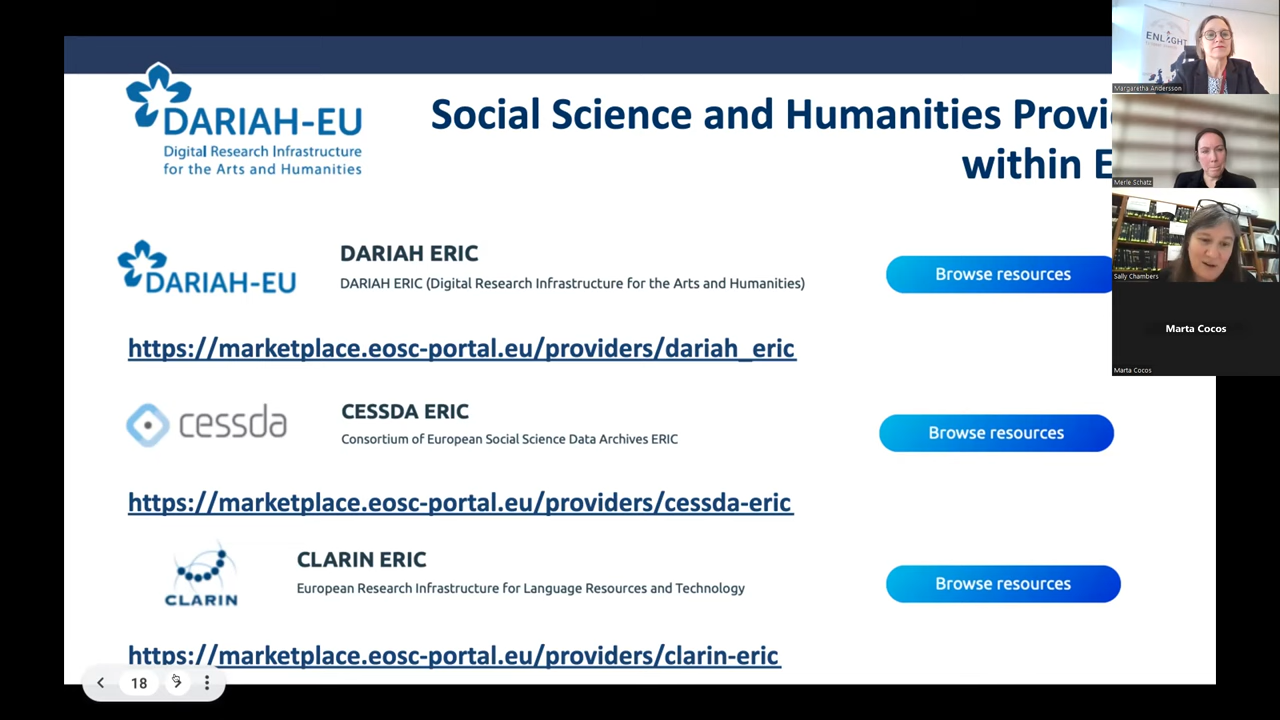 DARIAH-EU
Digital Research Infrastructure
for the Arts and Humanities
Social Science and Humanities Provi
within E
DARIAH-EU
DARIAH ERIC
DARIAH ERIC (Digital Research Infrastructure for the Arts and Humanities)
Browse resources
https://marketplace.eosc-portal.eu/providers/dariah_eric
cessda
CESSDA ERIC
Consortium of European Social Science Data Archives ERIC
Browse resources
https://marketplace.eosc-portal.eu/providers/cessda-eric
CLARIN
CLARIN ERIC
European Research Infrastructure for Language Resources and Technology
Browse resources
https://marketplace.eosc-portal.eu/providers/clarin-eric
18
ENLIGHT
Margaretha Andersson
Merle Schatz
Sally Chambers
Marta Cocos
Marta Cocos